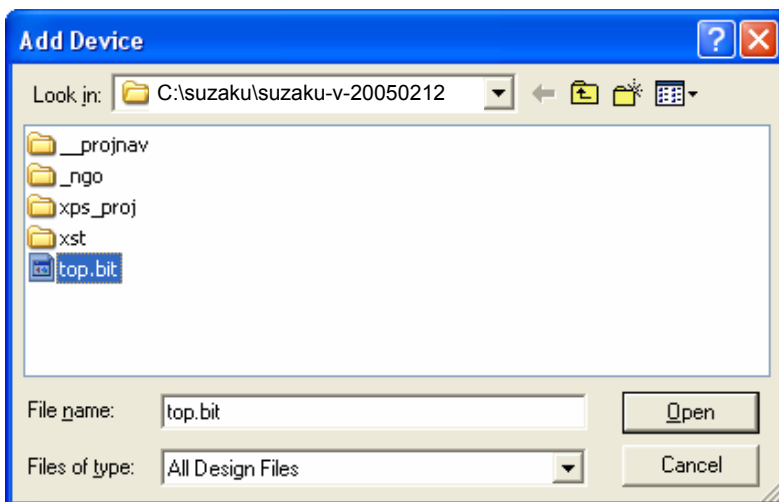 Add Device
Look in: C:\suzaku\suzaku-v-20050212
__projnav
_ngo
xps_proj
xst
top.bit
File name: top.bit Open
Files of type: All Design Files Cancel